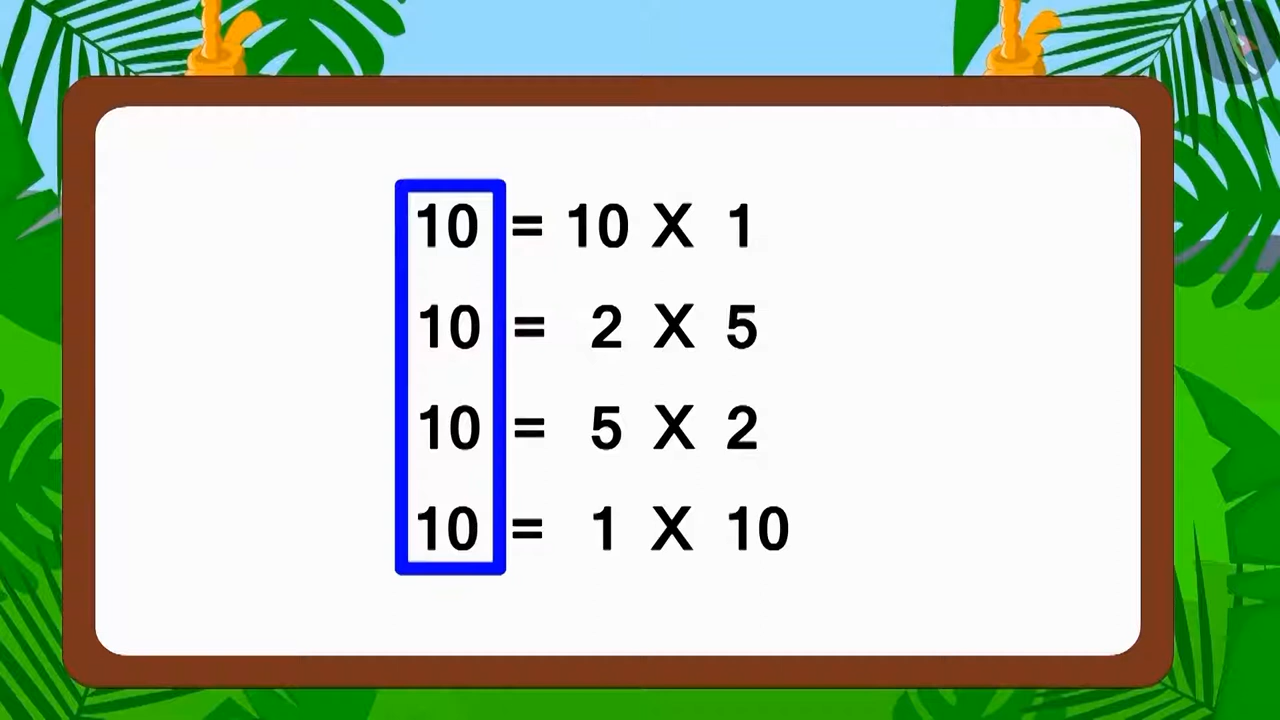 10 = 10 X 1
10 = 2 X 5
10 = 5 X 2
10 = 1 X 10